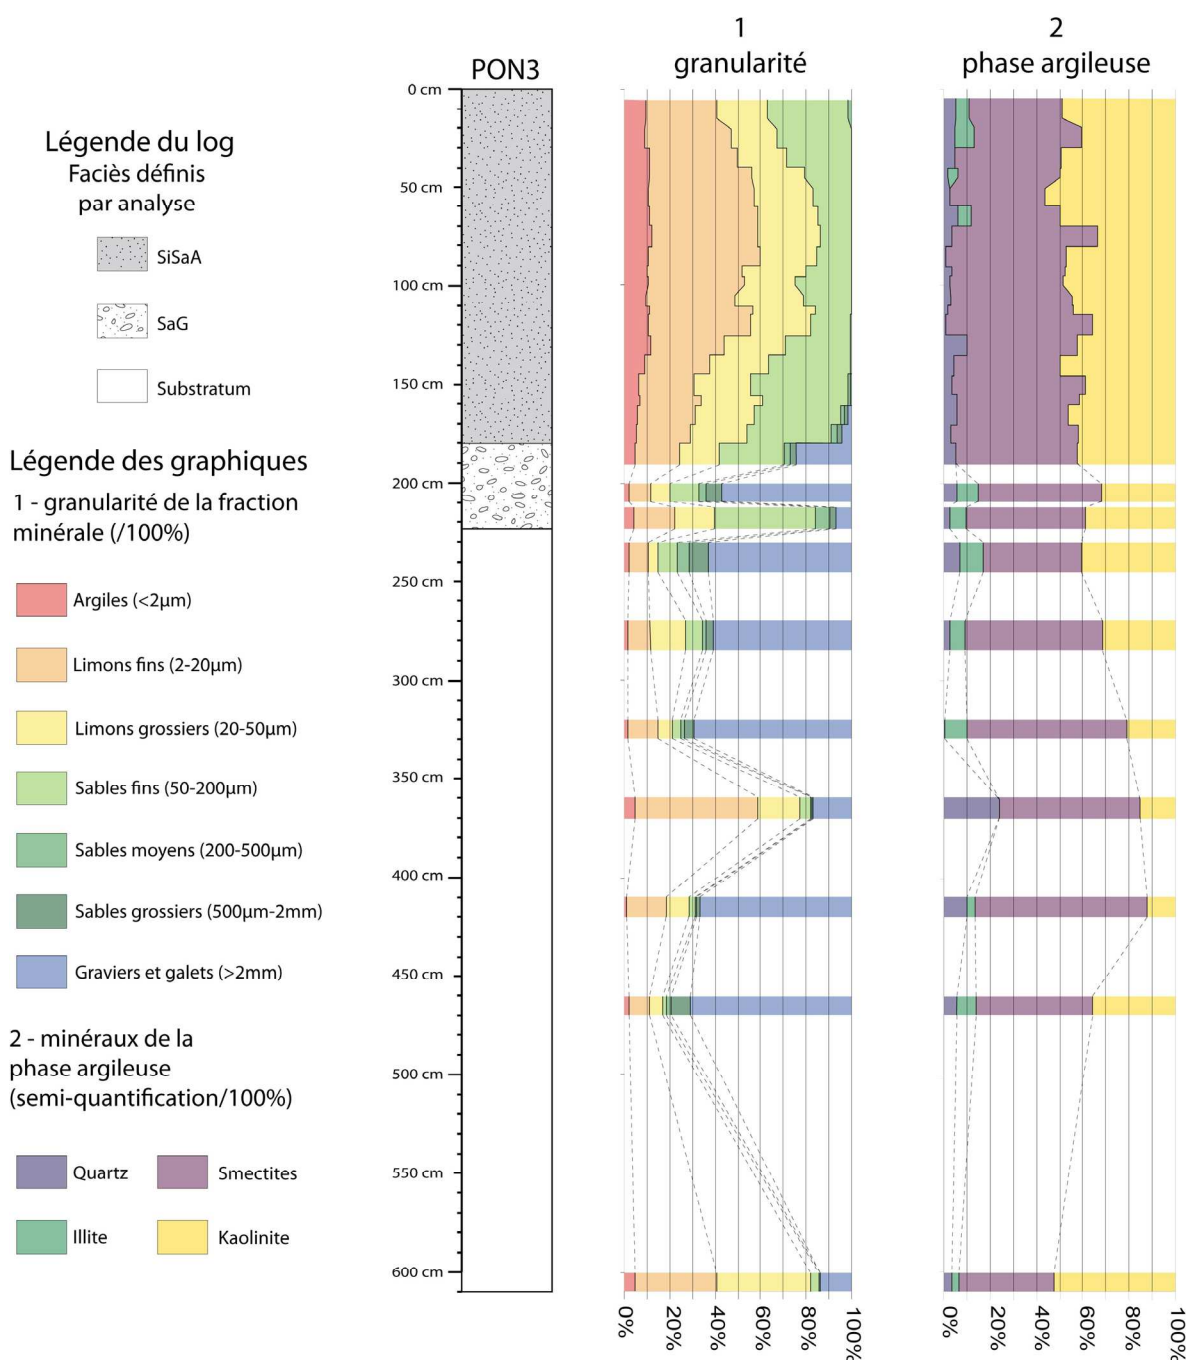 1
granularité
2
phase argileuse
PON3
Légende du log
Faciès définis
par analyse
SiSaA
SaG
Substratum
Légende des graphiques
1 - granularité de la fraction
minérale (/100%)
Argiles (<2µm)
Limons fins (2-20µm)
Limons grossiers (20-50µm)
Sables fins (50-200µm)
Sables moyens (200-500µm)
Sables grossiers (500µm-2mm)
Graviers et galets (>2mm)
2 - minéraux de la
phase argileuse
(semi-quantification/100%)
Quartz
Smectites
Illite
Kaolinite
0 cm
50 cm
100 cm
150 cm
200 cm
250 cm
300 cm
350 cm
400 cm
450 cm
500 cm
550 cm
600 cm
0%
20%
40%
60%
80%
100%
0%
20%
40%
60%
80%
100%